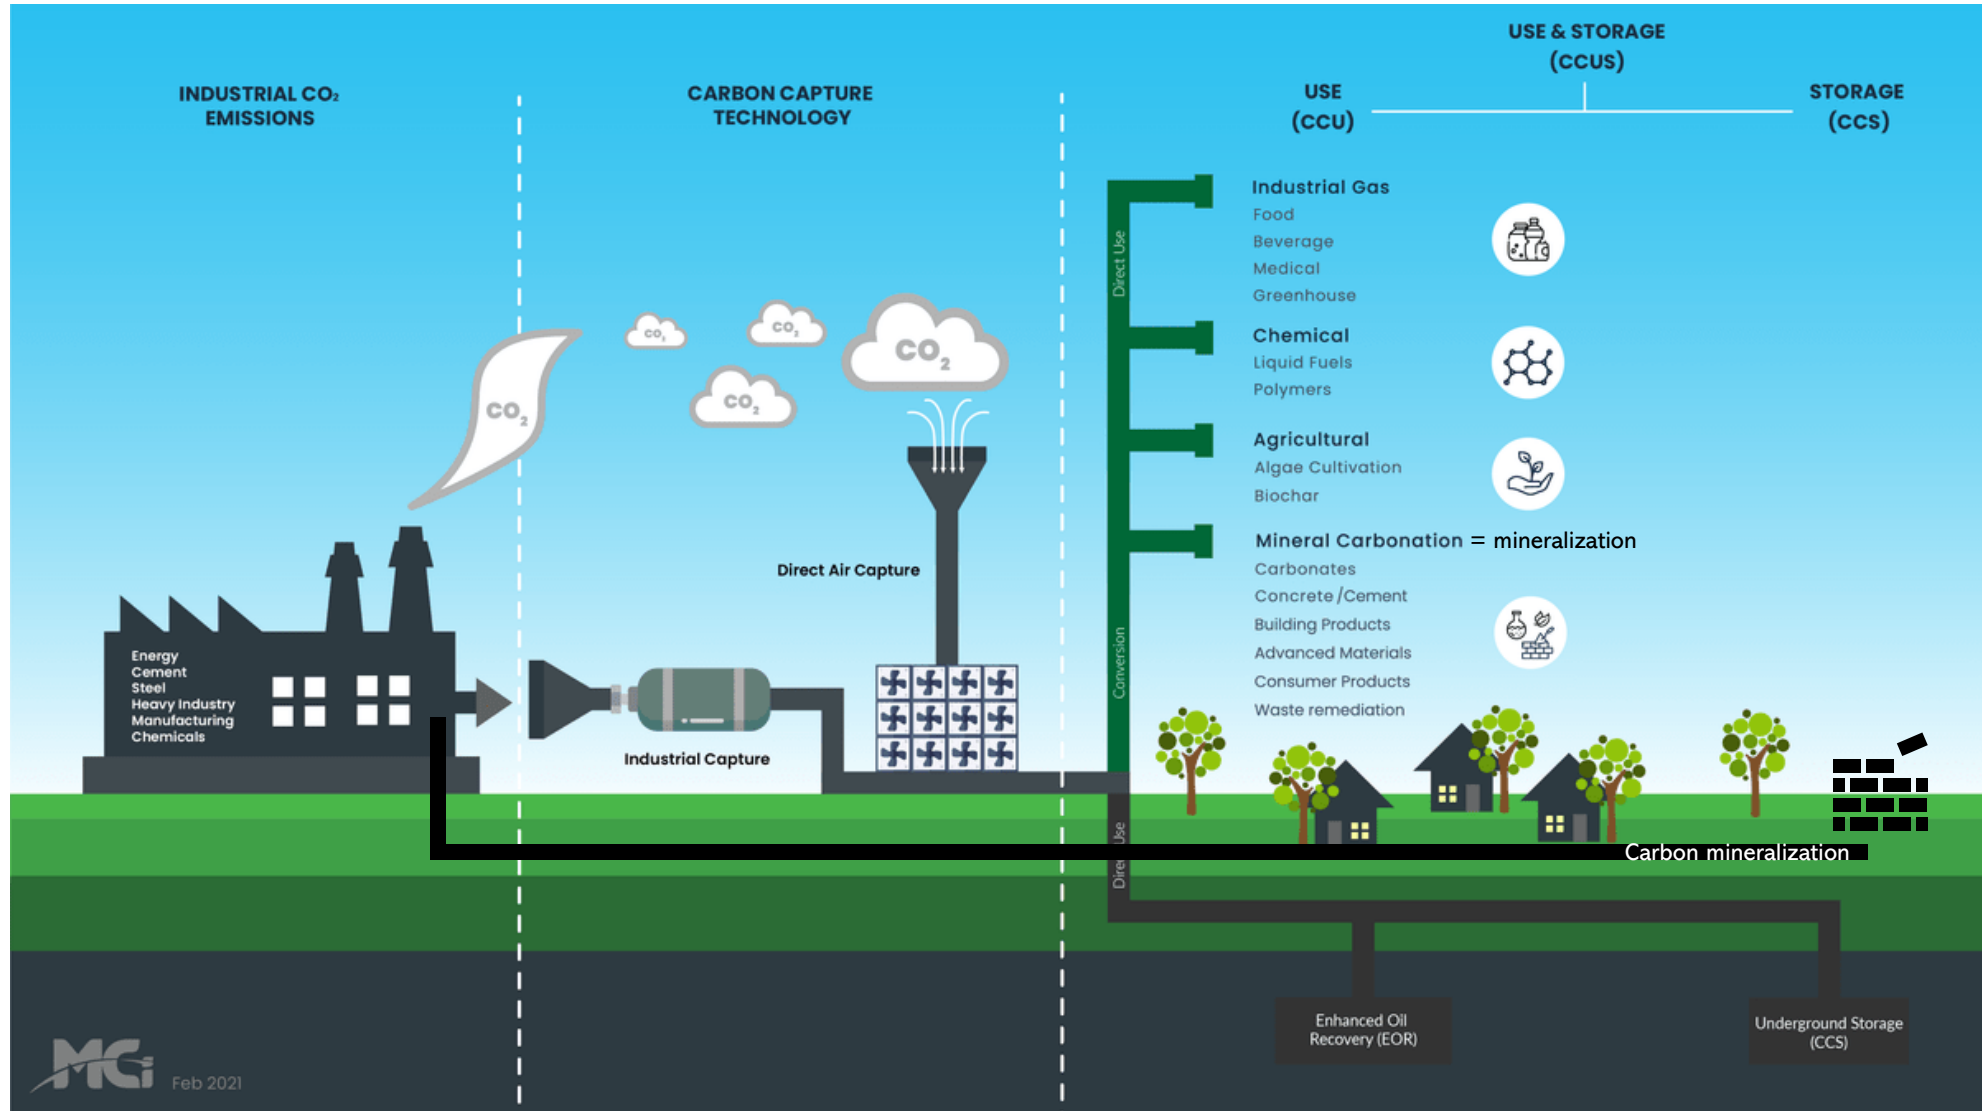 INDUSTRIAL CO₂
EMISSIONS
CARBON CAPTURE
TECHNOLOGY
USE & STORAGE
(CCUS)
USE
(CCU)
STORAGE
(CCS)
CO₂
CO₂
CO₂
CO₂
CO₂
Energy
Cement
Steel
Heavy Industry
Manufacturing
Chemicals
Industrial Capture
Direct Air Capture
Direct Use
Conversion
Direct Use
Industrial Gas
Food
Beverage
Medical
Greenhouse
Chemical
Liquid Fuels
Polymers
Agricultural
Algae Cultivation
Biochar
Mineral Carbonation = mineralization
Carbonates
Concrete/Cement
Building Products
Advanced Materials
Consumer Products
Waste remediation
Carbon mineralization
Enhanced Oil
Recovery (EOR)
Underground Storage
(CCS)
MCi
Feb 2021